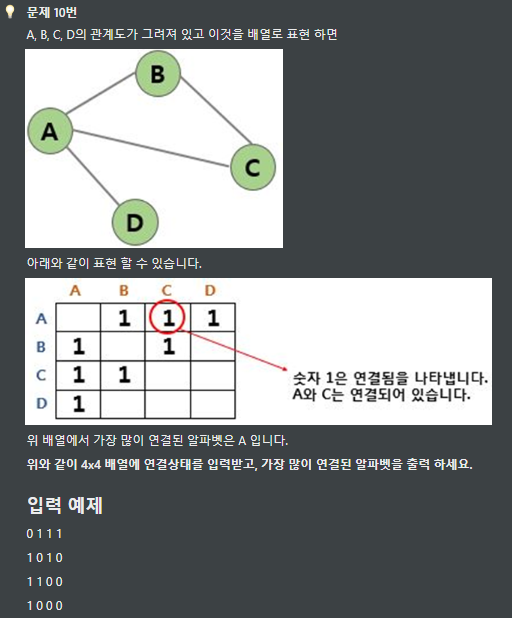 문제 10번
A, B, C, D의 관계도가 그려져 있고 이것을 배열로 표현 하면
B
A
C
D
아래와 같이 표현 할 수 있습니다.
A B C D
A 1 1 1
B 1 1
C 1 1
D 1
숫자 1은 연결됨을 나타냅니다.
A와 C는 연결되어 있습니다.
위 배열에서 가장 많이 연결된 알파벳은 A 입니다.
위와 같이 4x4 배열에 연결상태를 입력받고, 가장 많이 연결된 알파벳을 출력 하세요.
입력 예제
0 1 1 1
1 0 1 0
1 1 0 0
1 0 0 0